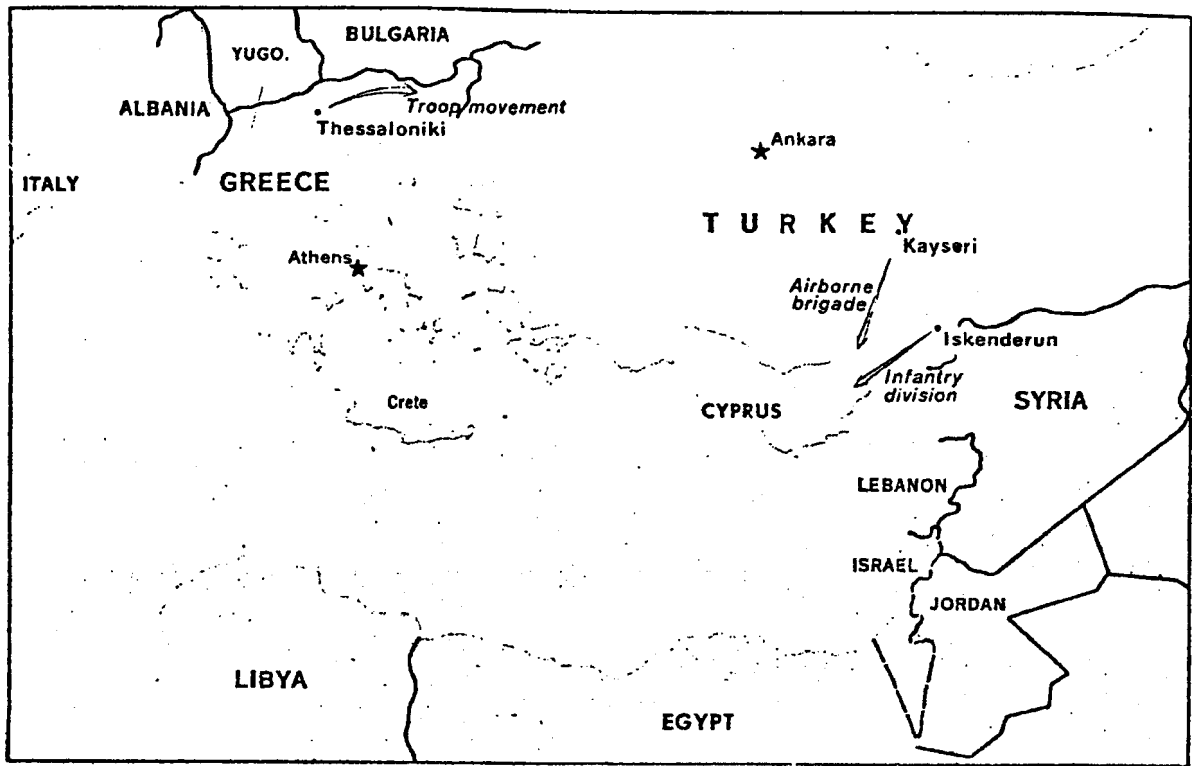 BULGARIA
YUGO.
ALBANIA
Troop movement
Thessaloniki
Ankara
ITALY
GREECE
TURKEY
Kayseri
Athens
Airborne
brigade
Iskenderun
Infantry
division
Crete
CYPRUS
SYRIA
LEBANON
ISRAEL
JORDAN
LIBYA
EGYPT